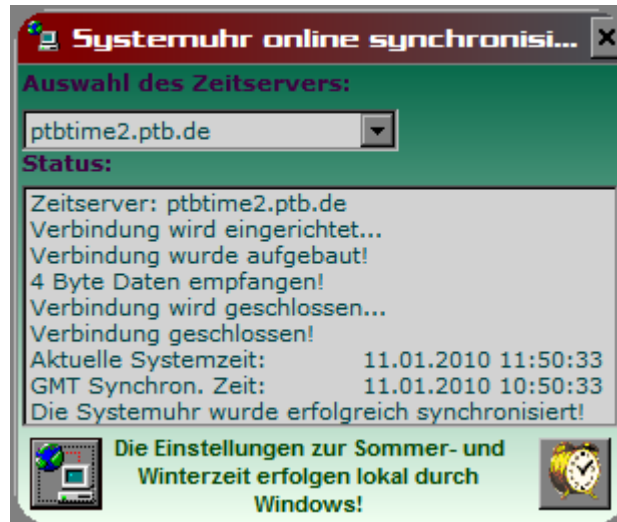 Systemuhr online synchronisi...
Auswahl des Zeitservers:
ptbtime2.ptb.de
Status:
Zeitserver: ptbtime2.ptb.de
Verbindung wird eingerichtet...
Verbindung wurde aufgebaut!
4 Byte Daten empfangen!
Verbindung wird geschlossen...
Verbindung geschlossen!
Aktuelle Systemzeit: 11.01.2010 11:50:33
GMT Synchron. Zeit: 11.01.2010 10:50:33
Die Systemuhr wurde erfolgreich synchronisiert!
Die Einstellungen zur Sommer- und
Winterzeit erfolgen lokal durch
Windows!